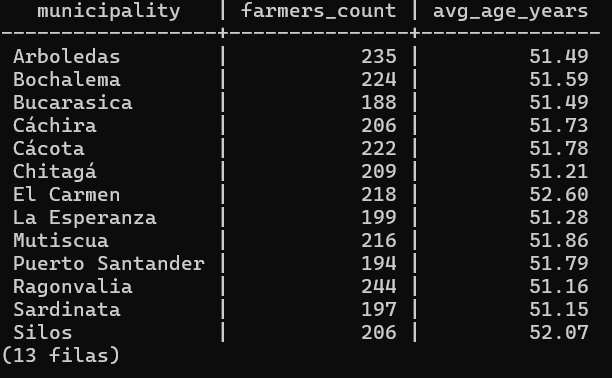 municipality | farmers_count | avg_age_years
-----------------+---------------+---------------
Arboledas | 235 | 51.49
Bochalema | 224 | 51.59
Bucarasica | 188 | 51.49
Cáchira | 206 | 51.73
Cácota | 222 | 51.78
Chitagá | 209 | 51.21
El Carmen | 218 | 52.60
La Esperanza | 199 | 51.28
Mutiscua | 216 | 51.86
Puerto Santander | 194 | 51.79
Ragonvalia | 244 | 51.16
Sardinata | 197 | 51.15
Silos | 206 | 52.07
(13 filas)